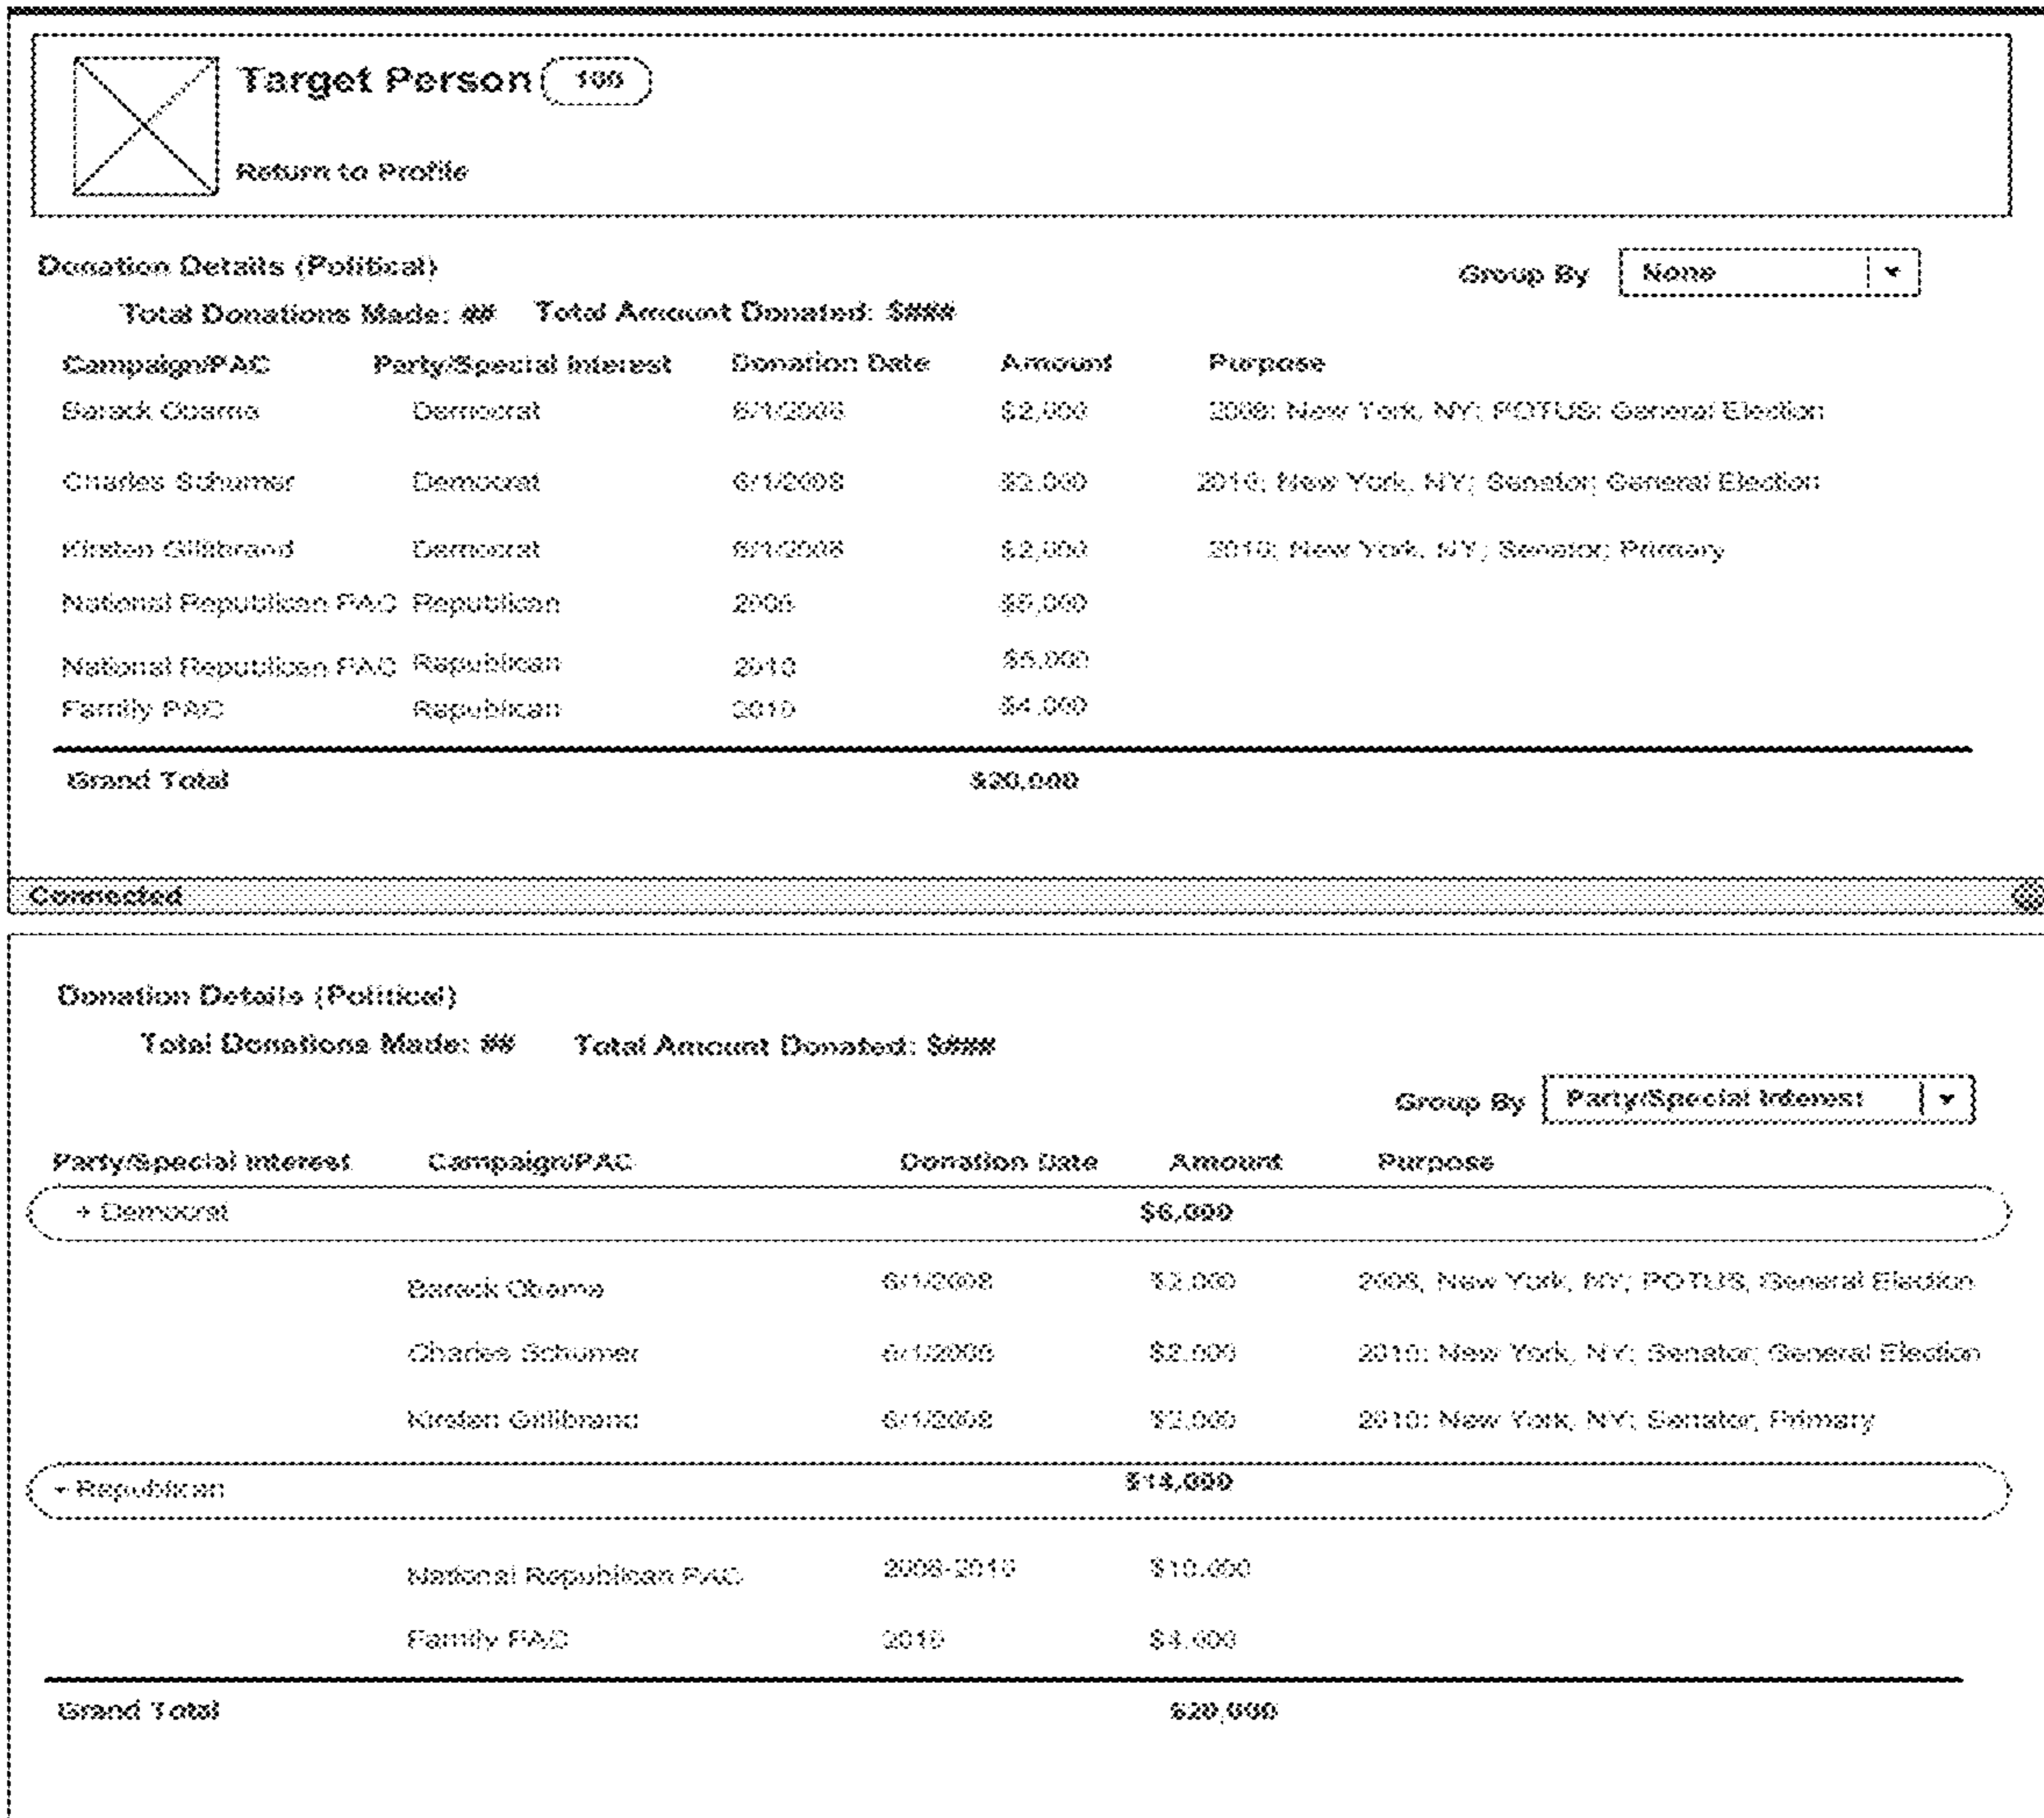 Target Person 100
Return to Profile
Donation Details (Political)
Group By None
Total Donations Made: ## Total Amount Donated: $###
Campaign/PAC Party/Special Interest Donation Date Amount Purpose
Barack Obama Democrat 6/1/2008 $2,000 2008; New York, NY; POTUS; General Election
Charles Schumer Democrat 6/1/2008 $2,000 2010; New York, NY; Senator; General Election
Kirsten Gillibrand Democrat 6/1/2008 $2,000 2010; New York, NY; Senator; Primary
National Republican PAC Republican $5,000
National Republican PAC Republican 2010 $5,000
Family PAC Republican 2010 $4,000
Grand Total $20,000
Connected
Donation Details (Political)
Total Donations Made: ## Total Amount Donated: $###
Group By Party/Special Interest
Party/Special Interest Campaign/PAC Donation Date Amount Purpose
+ Democrat $6,000
Barack Obama 6/1/2008 $2,000 2008; New York, NY; POTUS; General Election
Charles Schumer 6/1/2008 $2,000 2010; New York, NY; Senator; General Election
Kirsten Gillibrand 6/1/2008 $2,000 2010; New York, NY; Senator; Primary
Republican $14,000
National Republican PAC 2008-2010 $10,000
Family PAC 2010 $4,000
Grand Total $20,000